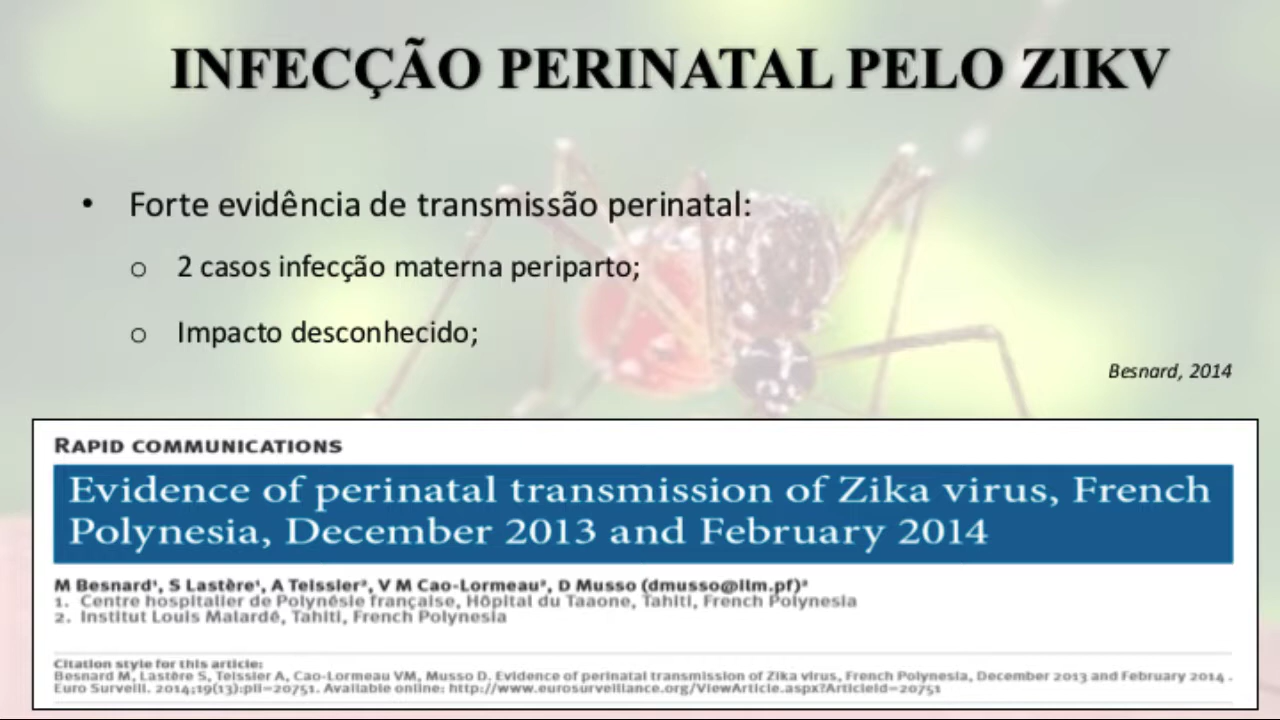 INFECÇÃO PERINATAL PELO ZIKV
• Forte evidência de transmissão perinatal:
o 2 casos infecção materna periparto;
o Impacto desconhecido;
Besnard, 2014
RAPID COMMUNICATIONS
Evidence of perinatal transmission of Zika virus, French
Polynesia, December 2013 and February 2014
M Besnard¹, S Lastère¹, A Teissier², V M Cao-Lormeau², D Musso (dmusso@ilm.pf)²
1. Centre hospitalier de Polynésie française, Hôpital du Taaone, Tahiti, French Polynesia
2. Institut Louis Malardé, Tahiti, French Polynesia
Citation style for this article:
Besnard M, Lastère S, Teissier A, Cao-Lormeau VM, Musso D. Evidence of perinatal transmission of Zika virus, French Polynesia, December 2013 and February 2014 .
Euro Surveill. 2014;19(13):pii=20751. Available online: http://www.eurosurveillance.org/ViewArticle.aspx?ArticleId=20751